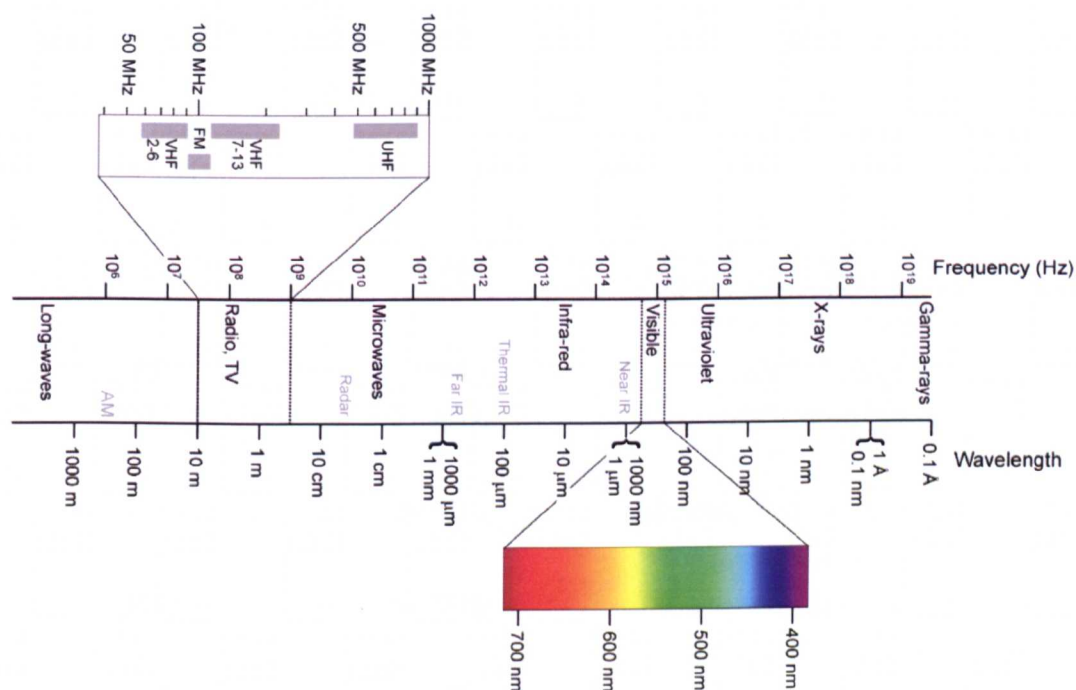 50 MHz
100 MHz
500 MHz
1000 MHz
VHF
2-6
FM
VHF
7-13
UHF
10⁶
10⁷
10⁸
10⁹
10¹⁰
10¹¹
10¹²
10¹³
10¹⁴
10¹⁵
10¹⁶
10¹⁷
10¹⁸
10¹⁹
Frequency (Hz)
Long-waves
AM
Radio, TV
Microwaves
Radar
Far IR
Thermal IR
Infra-red
Near IR
Visible
Ultraviolet
X-rays
Gamma-rays
1000 m
100 m
10 m
1 m
10 cm
1 cm
1000 µm
1 mm
100 µm
10 µm
1000 nm
1 µm
100 nm
10 nm
1 nm
1 Å
0.1 nm
0.1 Å
Wavelength
700 nm
600 nm
500 nm
400 nm